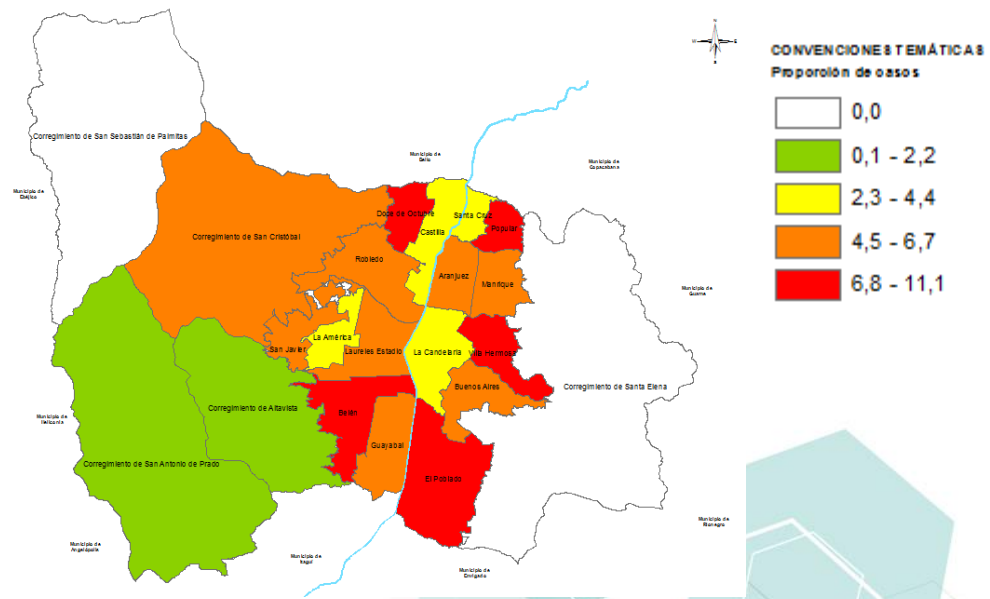 N
W
E
S
CONVENCIONES TEMÁTICAS
Proporción de casos
0,0
0,1 - 2,2
2,3 - 4,4
4,5 - 6,7
6,8 - 11,1
Corregimiento de San Sebastián de Palmitas
Municipio de
Bello
Municipio de
Copacabana
Municipio de
Ebéjico
Doce de Octubre
Santa Cruz
Popular
Castilla
Corregimiento de San Cristóbal
Robledo
Aranjuez
Manrique
Municipio de
Guarne
La América
San Javier
Laureles Estadio
La Candelaria
Villa Hermosa
Buenos Aires
Corregimiento de Santa Elena
Municipio de
Heliconia
Corregimiento de Altavista
Belén
Guayabal
Corregimiento de San Antonio de Prado
El Poblado
Municipio de
Rionegro
Municipio de
Angelópolis
Municipio de
Itagüí
Municipio de
Envigado